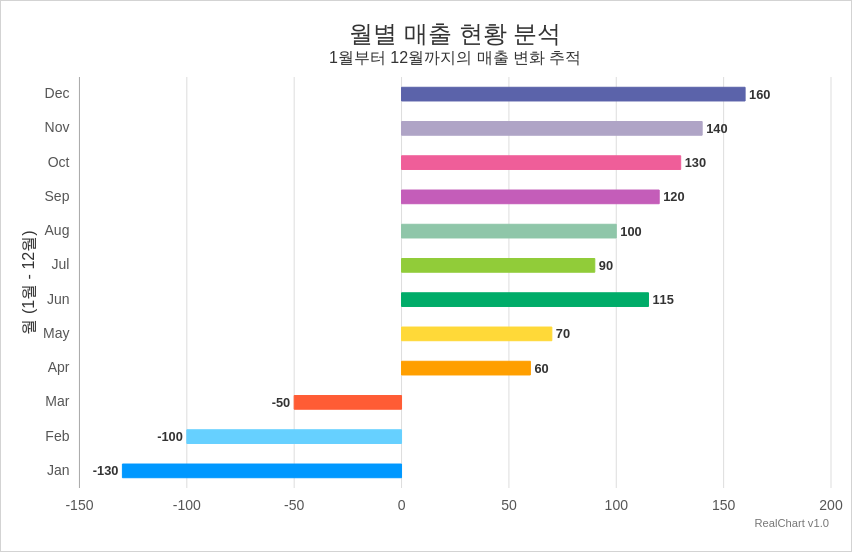 월별 매출 현황 분석
1월부터 12월까지의 매출 변화 추적
월 (1월 - 12월)
Dec 160
Nov 140
Oct 130
Sep 120
Aug 100
Jul 90
Jun 115
May 70
Apr 60
Mar -50
Feb -100
Jan -130
-150 -100 -50 0 50 100 150 200
RealChart v1.0